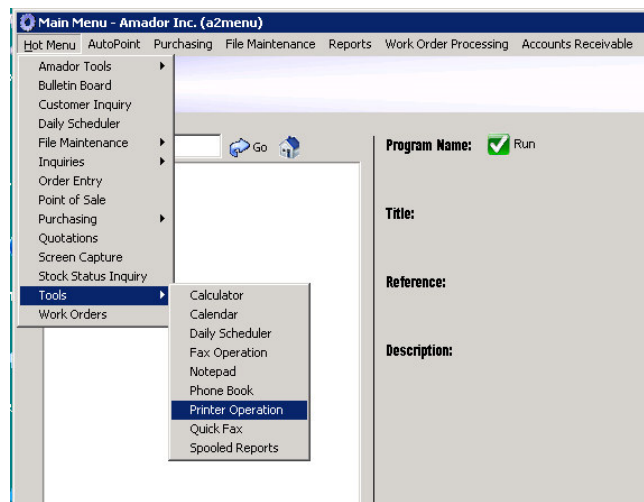 Main Menu - Amador Inc. (a2menu)
Hot Menu AutoPoint Purchasing File Maintenance Reports Work Order Processing Accounts Receivable
Amador Tools
Bulletin Board
Customer Inquiry
Daily Scheduler
File Maintenance
Inquiries
Order Entry
Point of Sale
Purchasing
Quotations
Screen Capture
Stock Status Inquiry
Tools
Work Orders
Calculator
Calendar
Daily Scheduler
Fax Operation
Notepad
Phone Book
Printer Operation
Quick Fax
Spooled Reports
Go
Program Name: Run
Title:
Reference:
Description: